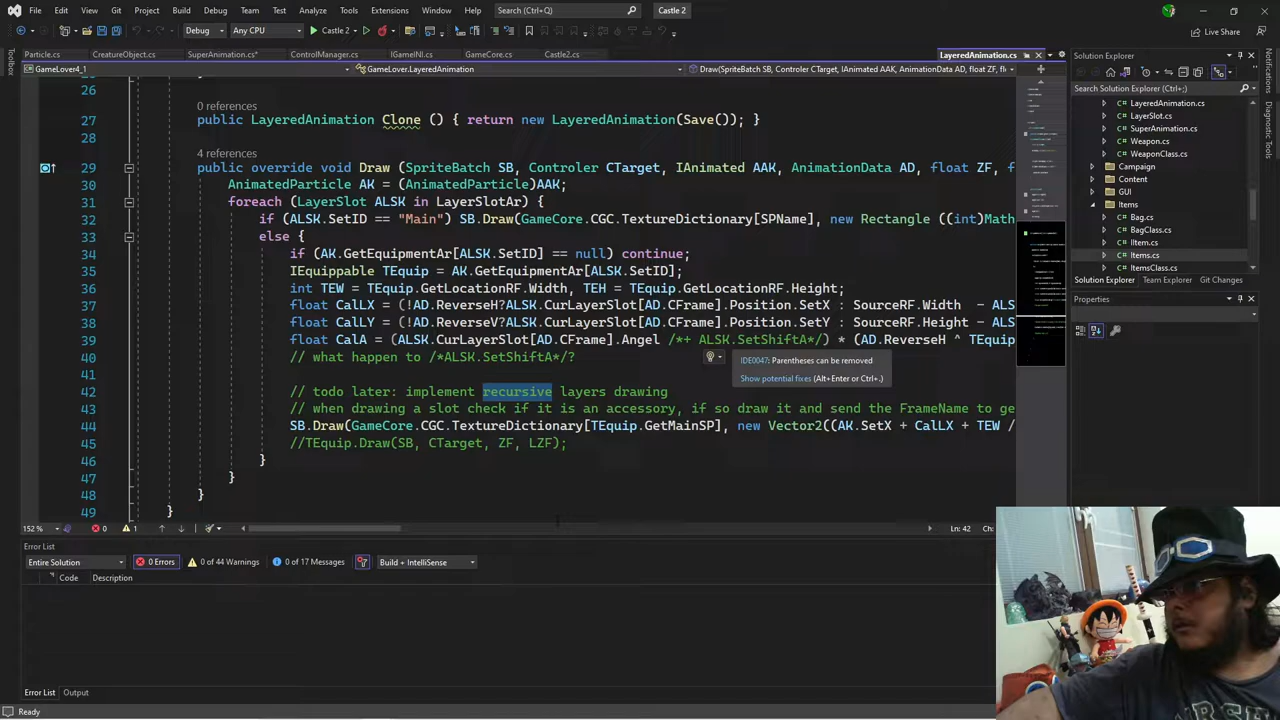 File Edit View Git Project Build Debug Team Test Analyze Tools Extensions Window Help Search (Ctrl+Q) Castle 2
Debug Any CPU Castle 2 Live Share
Particle.cs CreatureObject.cs SuperAnimation.cs* ControlManager.cs IGameINI.cs GameCore.cs Castle2.cs LayeredAnimation.cs
GameLover4_1 GameLover.LayeredAnimation Draw(SpriteBatch SB, Controler CTarget, IAnimated AAK, AnimationData AD, float ZF, fl
Toolbox
26
0 references
27 public LayeredAnimation Clone () { return new LayeredAnimation(Save()); }
28
4 references
29 public override void Draw (SpriteBatch SB, Controler CTarget, IAnimated AAK, AnimationData AD, float ZF, f
30 AnimatedParticle AK = (AnimatedParticle)AAK;
31 foreach (LayerSlot ALSK in LayerSlotAr) {
32 if (ALSK.SetID == "Main") SB.Draw(GameCore.CGC.TextureDictionary[SPName], new Rectangle ((int)Math
33 else {
34 if (AK.GetEquipmentAr[ALSK.SetID] == null) continue;
35 IEquippable TEquip = AK.GetEquipmentAr[ALSK.SetID];
36 int TEW = TEquip.GetLocationRF.Width, TEH = TEquip.GetLocationRF.Height;
37 float CalLX = (!AD.ReverseH?ALSK.CurLayerSlot[AD.CFrame].Position.SetX : SourceRF.Width - ALS
38 float CalLY = (!AD.ReverseV?ALSK.CurLayerSlot[AD.CFrame].Position.SetY : SourceRF.Height - AL
39 float CalA = (ALSK.CurLayerSlot[AD.CFrame].Angel /*+ ALSK.SetShiftA*/) * (AD.ReverseH ^ TEquip
40 // what happen to /*ALSK.SetShiftA*/?
IDE0047: Parentheses can be removed
Show potential fixes (Alt+Enter or Ctrl+.)
41
42 // todo later: implement recursive layers drawing
43 // when drawing a slot check if it is an accessory, if so draw it and send the FrameName to ge
44 SB.Draw(GameCore.CGC.TextureDictionary[TEquip.GetMainSP], new Vector2((AK.SetX + CalLX + TEW /
45 //TEquip.Draw(SB, CTarget, ZF, LZF);
46 }
47 }
48 }
49 }
152 % 0 1 Ln: 42 Ch:
Error List
Entire Solution 0 Errors 0 of 44 Warnings 0 of 17 Messages Build + IntelliSense
Code Description
Error List Output
Ready
Solution Explorer
Search Solution Explorer (Ctrl+;)
C# LayeredAnimation.cs
C# LayerSlot.cs
C# SuperAnimation.cs
C# Weapon.cs
C# WeaponClass.cs
Campaign
Content
GUI
Items
C# Bag.cs
C# BagClass.cs
C# IItem.cs
C# Items.cs
C# ItemsClass.cs
Solution Explorer Team Explorer Git Changes
Properties
Notifications
Diagnostic Tools